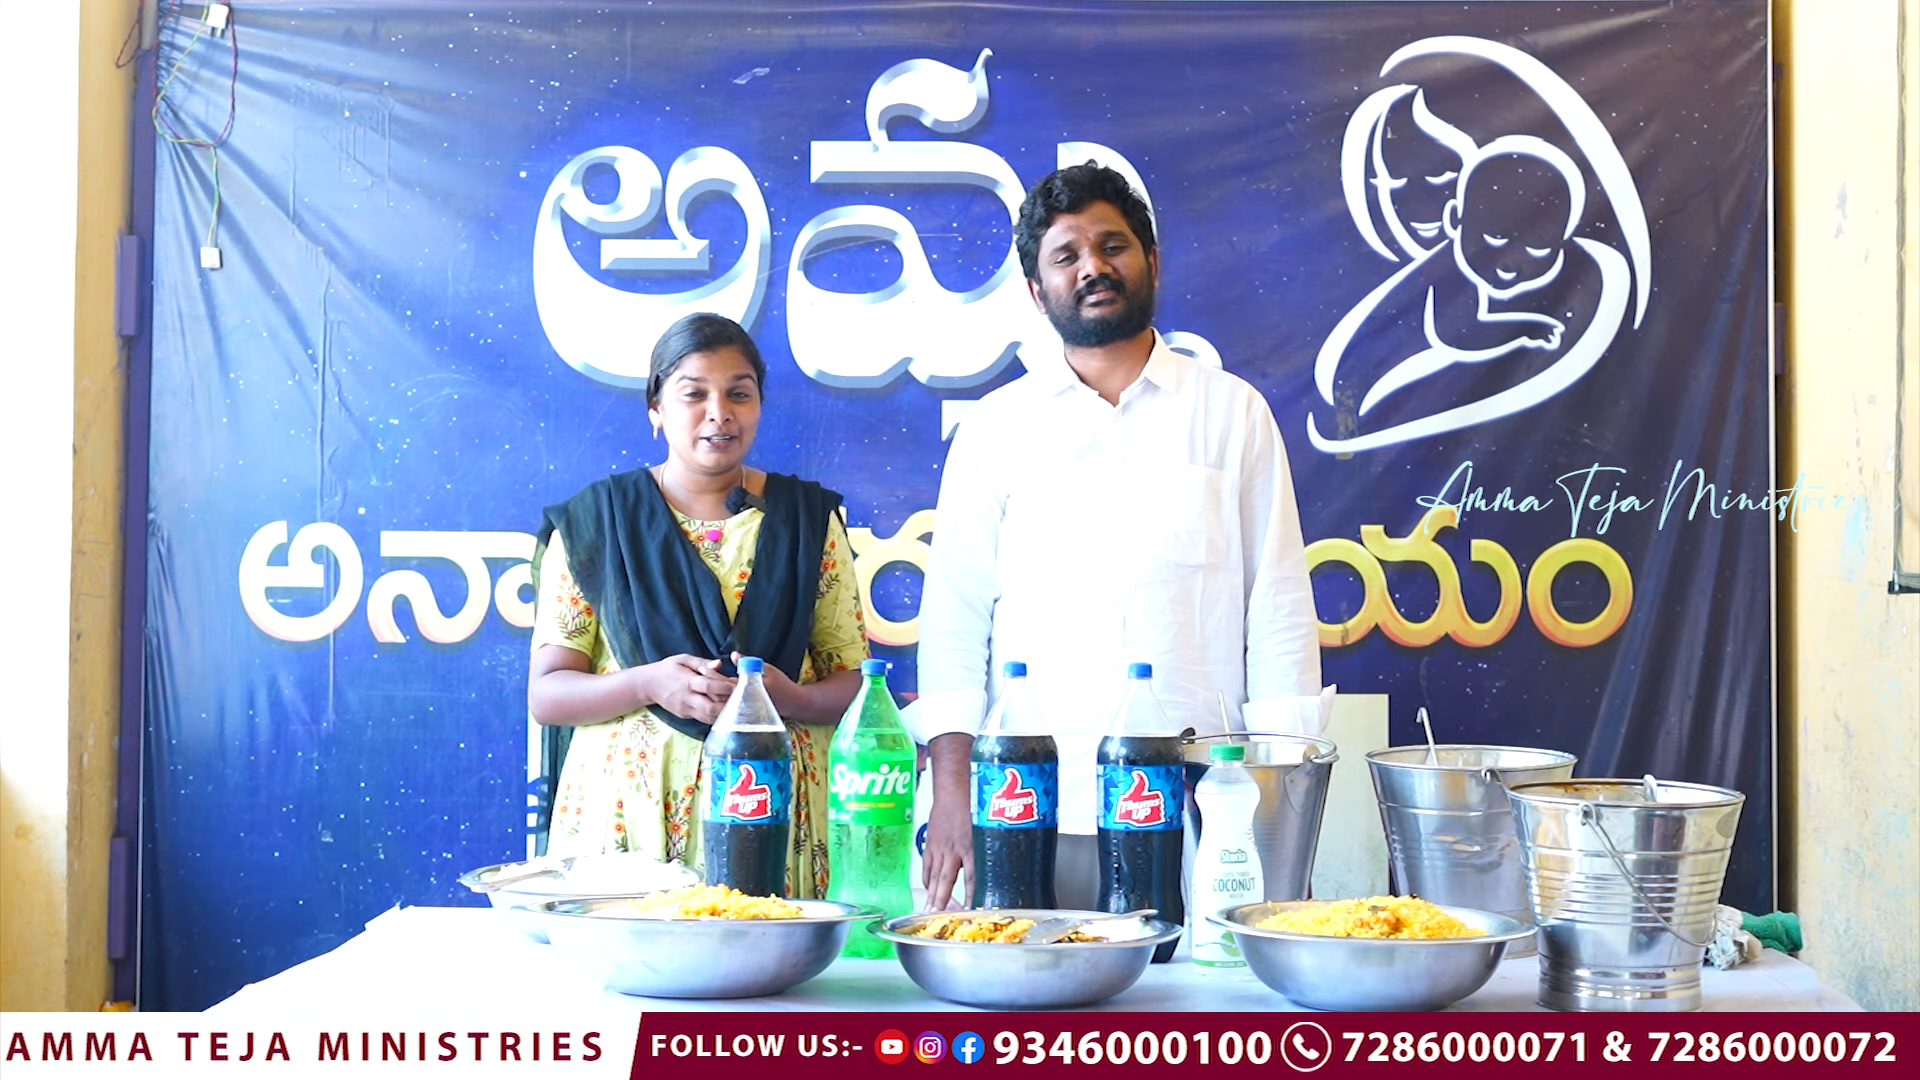 అమ్మ
Amma Teja Ministries
Thums UP
Sprite
Thums UP
Thums UP
COCONUT
AMMA TEJA MINISTRIES
FOLLOW US:- 9346000100 7286000071 & 7286000072